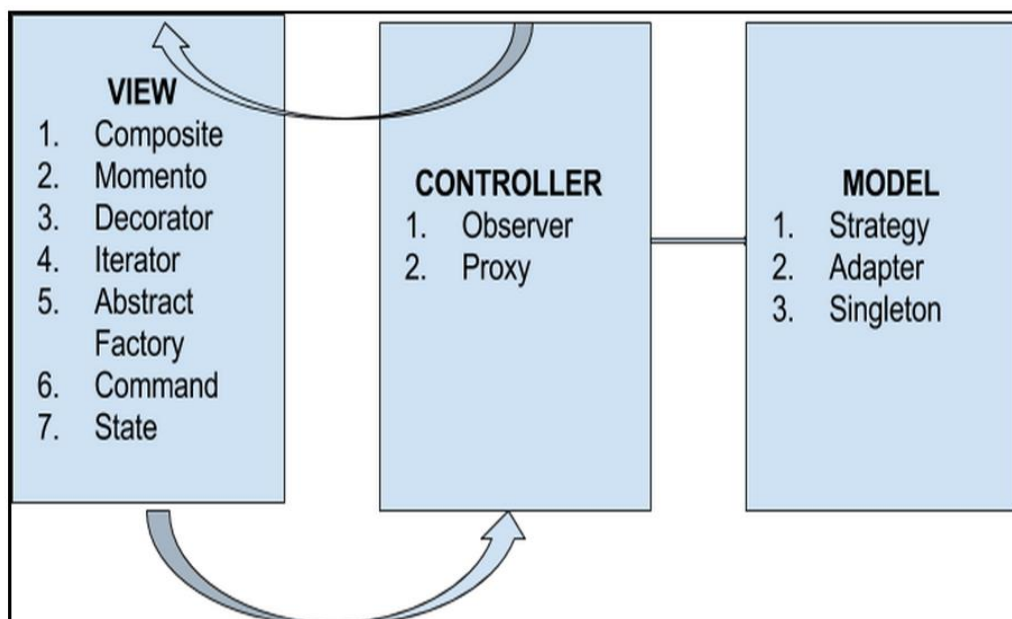 VIEW
1. Composite
2. Momento
3. Decorator
4. Iterator
5. Abstract
Factory
6. Command
7. State
CONTROLLER
1. Observer
2. Proxy
MODEL
1. Strategy
2. Adapter
3. Singleton